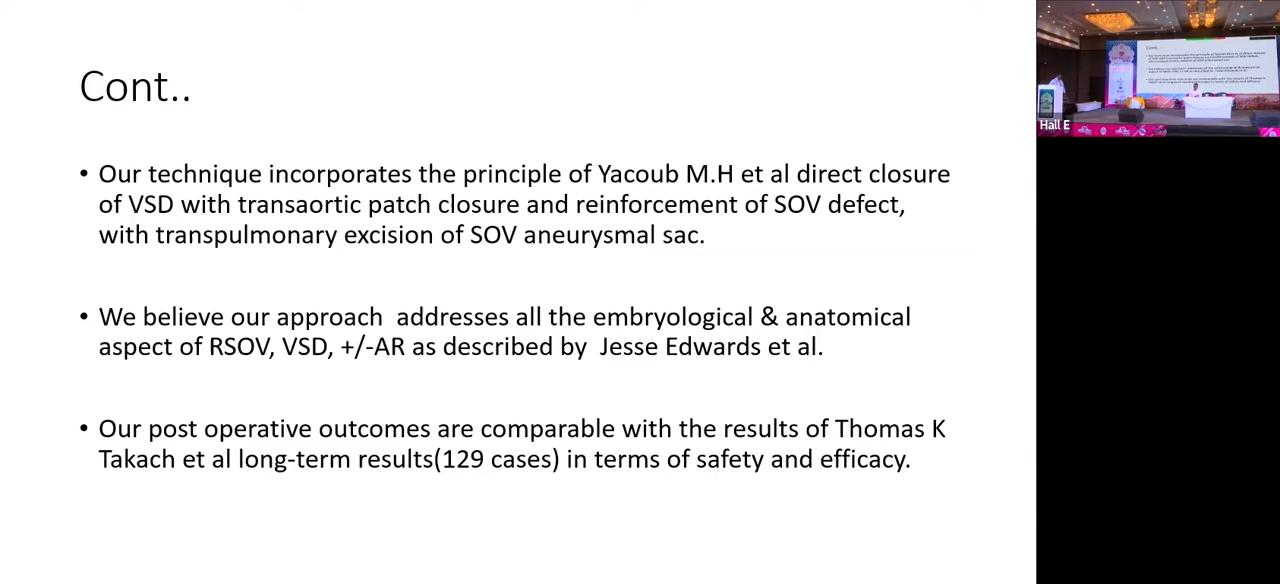 Cont..
• Our technique incorporates the principle of Yacoub M.H et al direct closure
of VSD with transaortic patch closure and reinforcement of SOV defect,
with transpulmonary excision of SOV aneurysmal sac.
• We believe our approach  addresses all the embryological & anatomical
aspect of RSOV, VSD, +/-AR as described by  Jesse Edwards et al.
• Our post operative outcomes are comparable with the results of Thomas K
Takach et al long-term results(129 cases) in terms of safety and efficacy.
Hall E